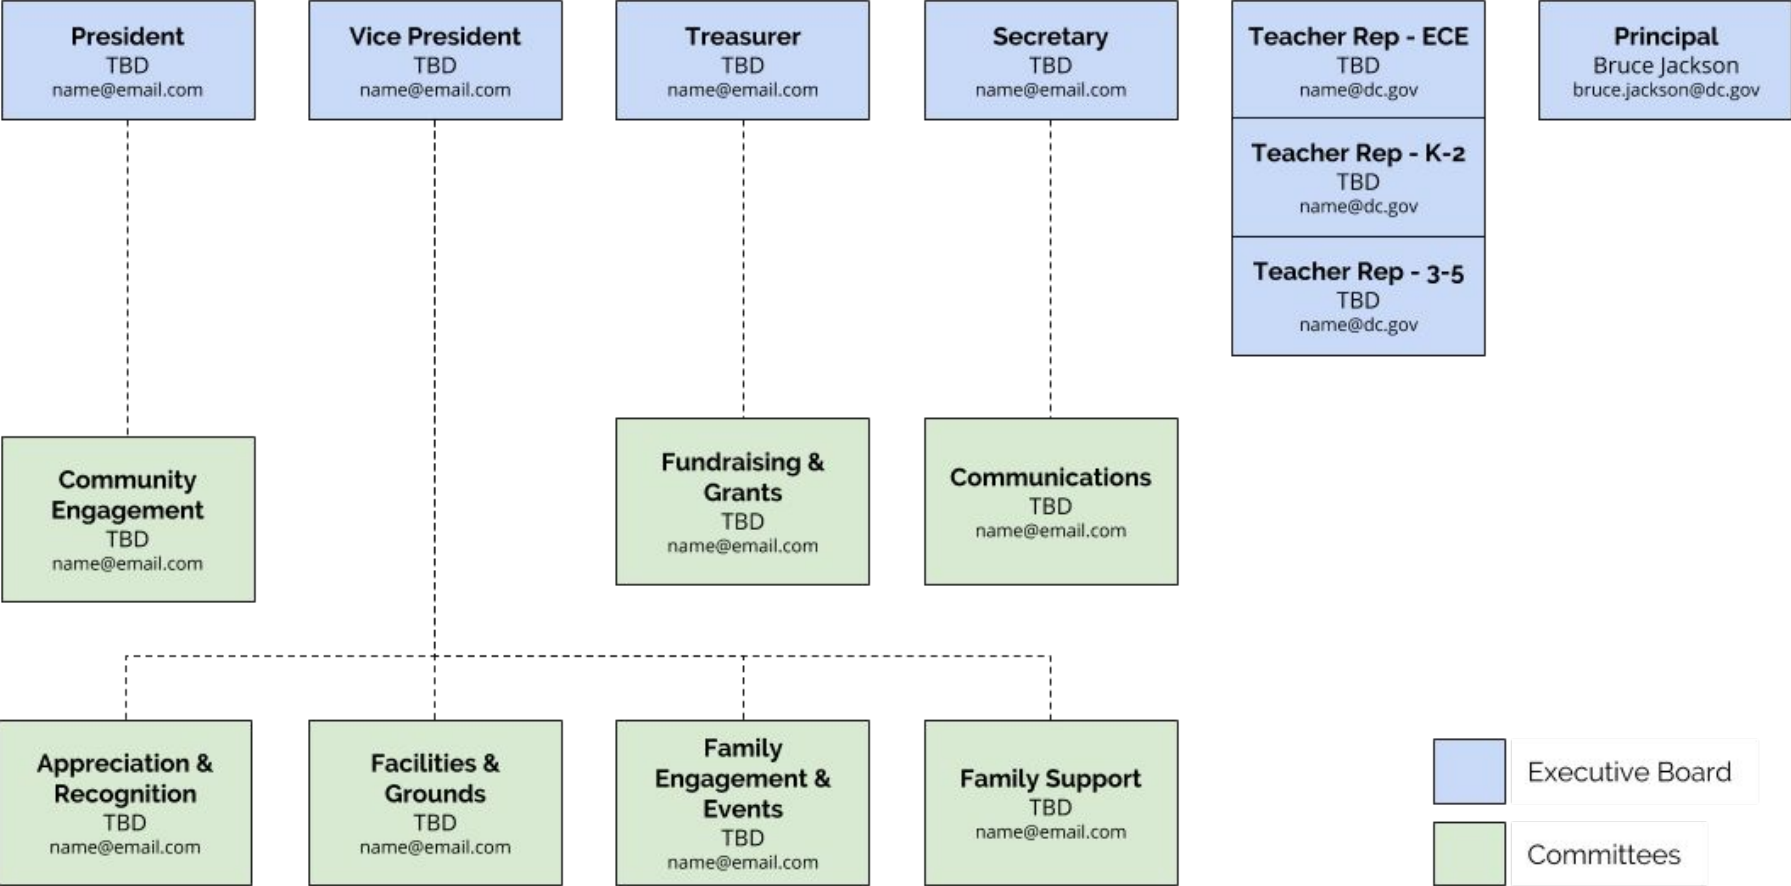 President
TBD
name@email.com
Vice President
TBD
name@email.com
Treasurer
TBD
name@email.com
Secretary
TBD
name@email.com
Teacher Rep - ECE
TBD
name@dc.gov
Teacher Rep - K-2
TBD
name@dc.gov
Teacher Rep - 3-5
TBD
name@dc.gov
Principal
Bruce Jackson
bruce.jackson@dc.gov
Community
Engagement
TBD
name@email.com
Fundraising &
Grants
TBD
name@email.com
Communications
TBD
name@email.com
Appreciation &
Recognition
TBD
name@email.com
Facilities &
Grounds
TBD
name@email.com
Family
Engagement &
Events
TBD
name@email.com
Family Support
TBD
name@email.com
Executive Board
Committees